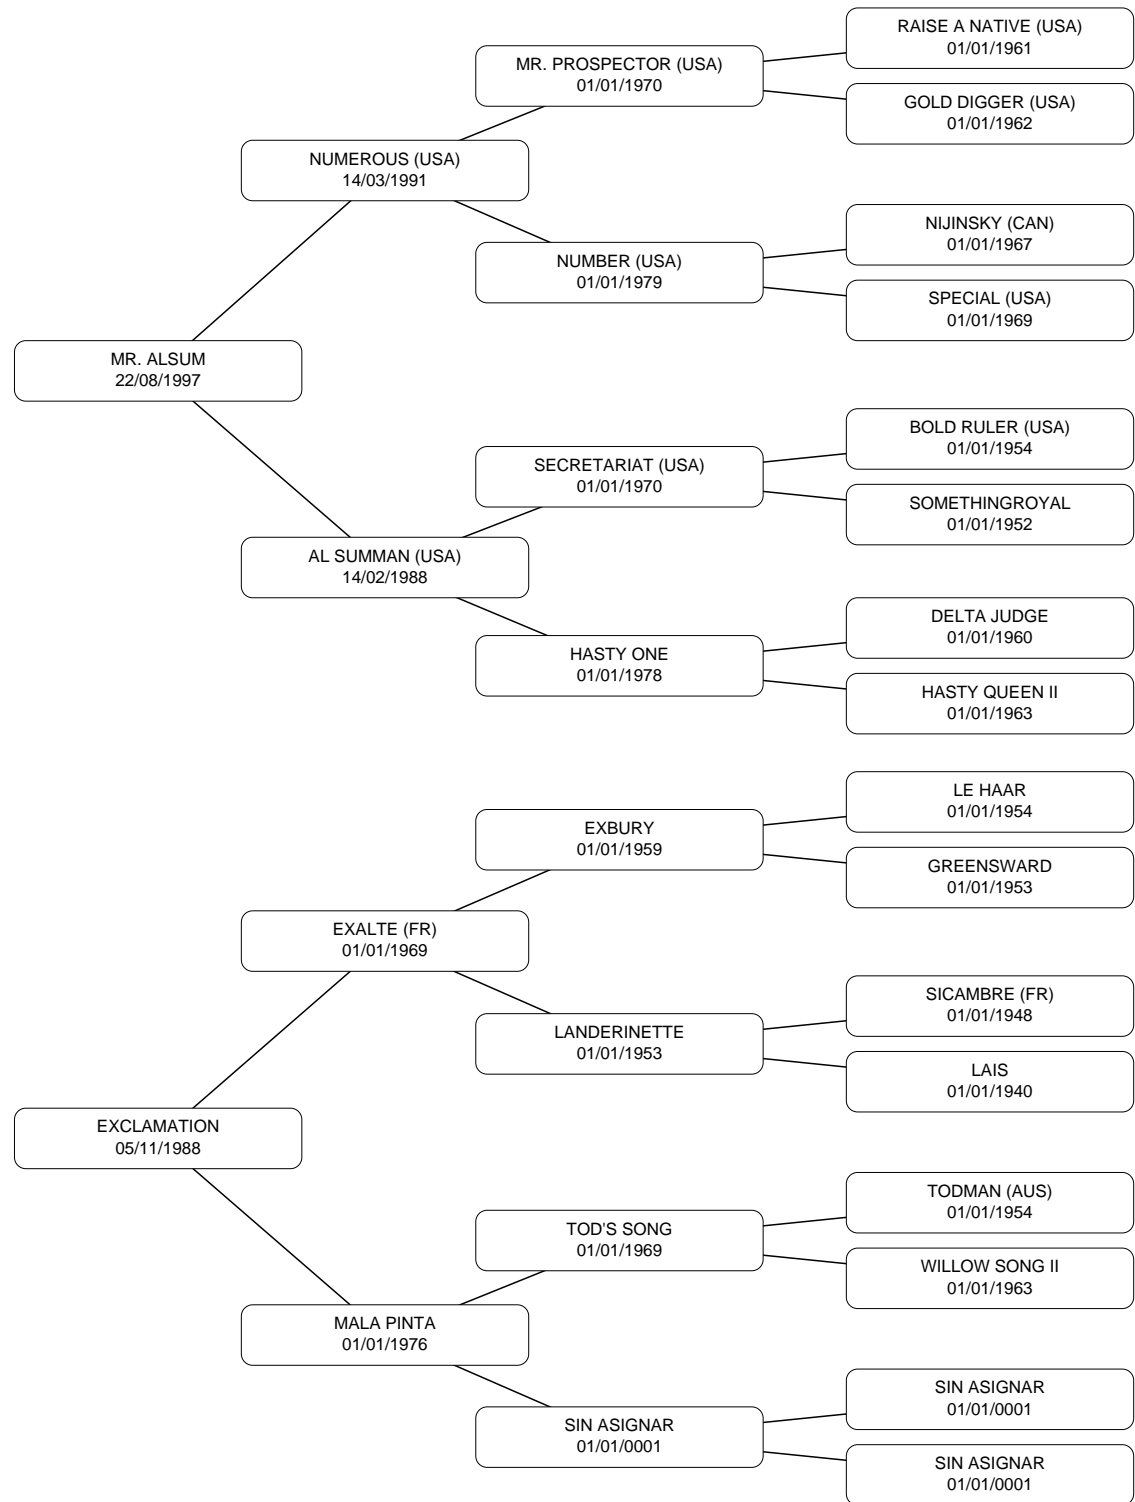 RAISE A NATIVE (USA)
01/01/1961
MR. PROSPECTOR (USA)
01/01/1970
GOLD DIGGER (USA)
01/01/1962
NUMEROUS (USA)
14/03/1991
NIJINSKY (CAN)
01/01/1967
NUMBER (USA)
01/01/1979
SPECIAL (USA)
01/01/1969
MR. ALSUM
22/08/1997
BOLD RULER (USA)
01/01/1954
SECRETARIAT (USA)
01/01/1970
SOMETHINGROYAL
01/01/1952
AL SUMMAN (USA)
14/02/1988
DELTA JUDGE
01/01/1960
HASTY ONE
01/01/1978
HASTY QUEEN II
01/01/1963
LE HAAR
01/01/1954
EXBURY
01/01/1959
GREENSWARD
01/01/1953
EXALTE (FR)
01/01/1969
SICAMBRE (FR)
01/01/1948
LANDERINETTE
01/01/1953
LAIS
01/01/1940
EXCLAMATION
05/11/1988
TODMAN (AUS)
01/01/1954
TOD'S SONG
01/01/1969
WILLOW SONG II
01/01/1963
MALA PINTA
01/01/1976
SIN ASIGNAR
01/01/0001
SIN ASIGNAR
01/01/0001
SIN ASIGNAR
01/01/0001